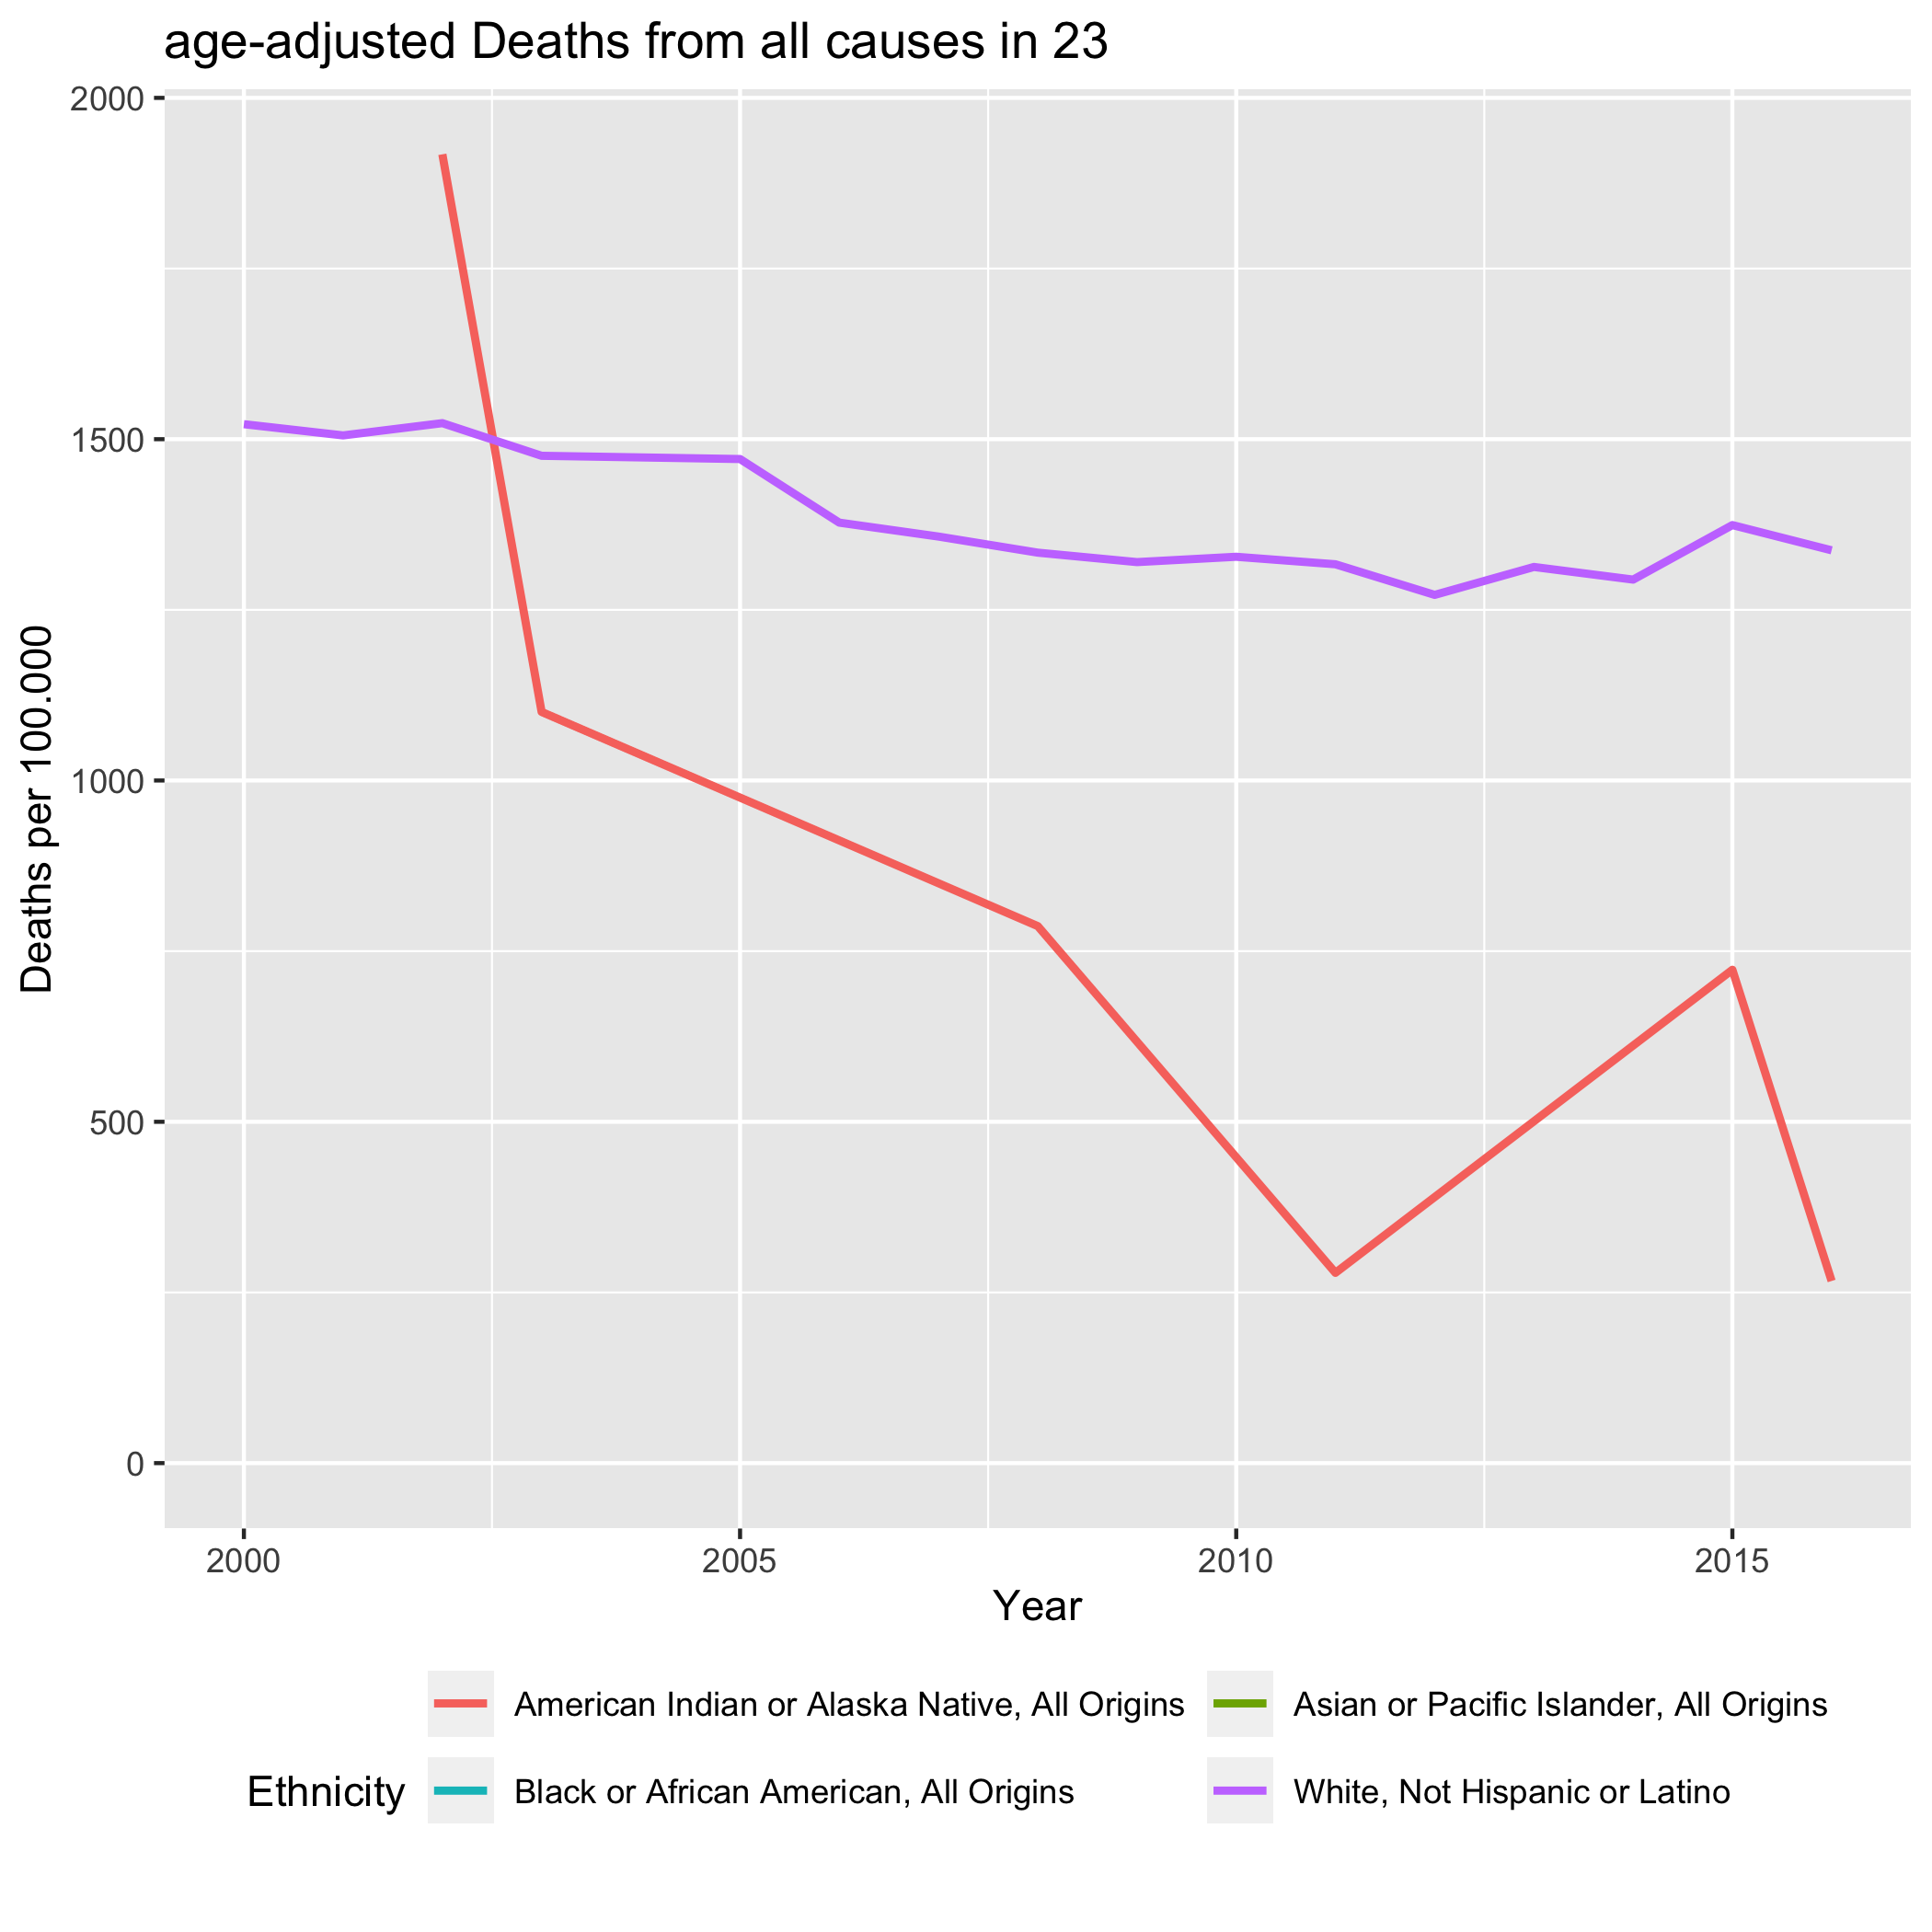 age-adjusted Deaths from all causes in 23
2000
1500
1000
500
0
Deaths per 100.000
2000 2005 2010 2015
Year
Ethnicity
American Indian or Alaska Native, All Origins
Asian or Pacific Islander, All Origins
Black or African American, All Origins
White, Not Hispanic or Latino